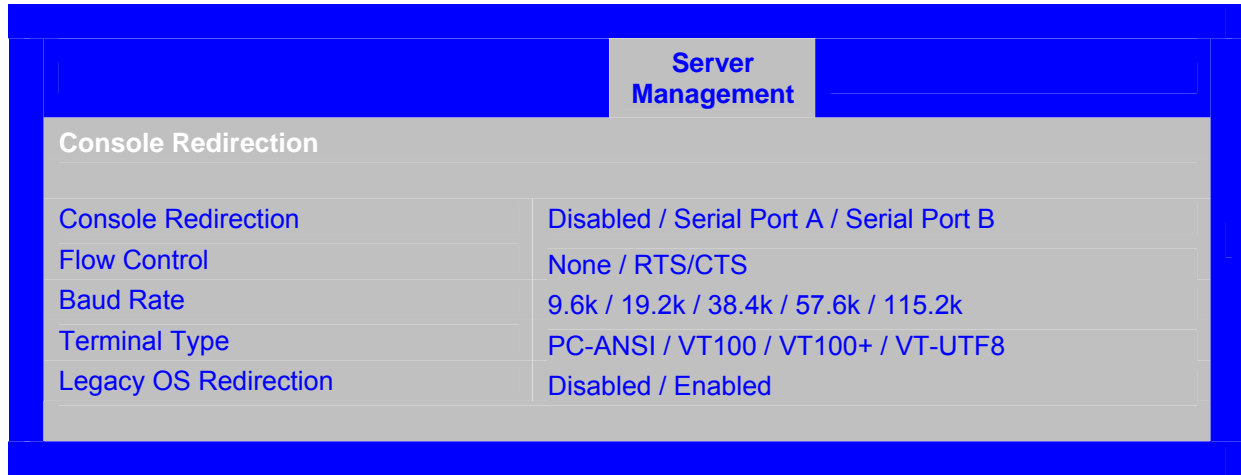 Server
Management
Console Redirection
Console Redirection Disabled / Serial Port A / Serial Port B
Flow Control None / RTS/CTS
Baud Rate 9.6k / 19.2k / 38.4k / 57.6k / 115.2k
Terminal Type PC-ANSI / VT100 / VT100+ / VT-UTF8
Legacy OS Redirection Disabled / Enabled